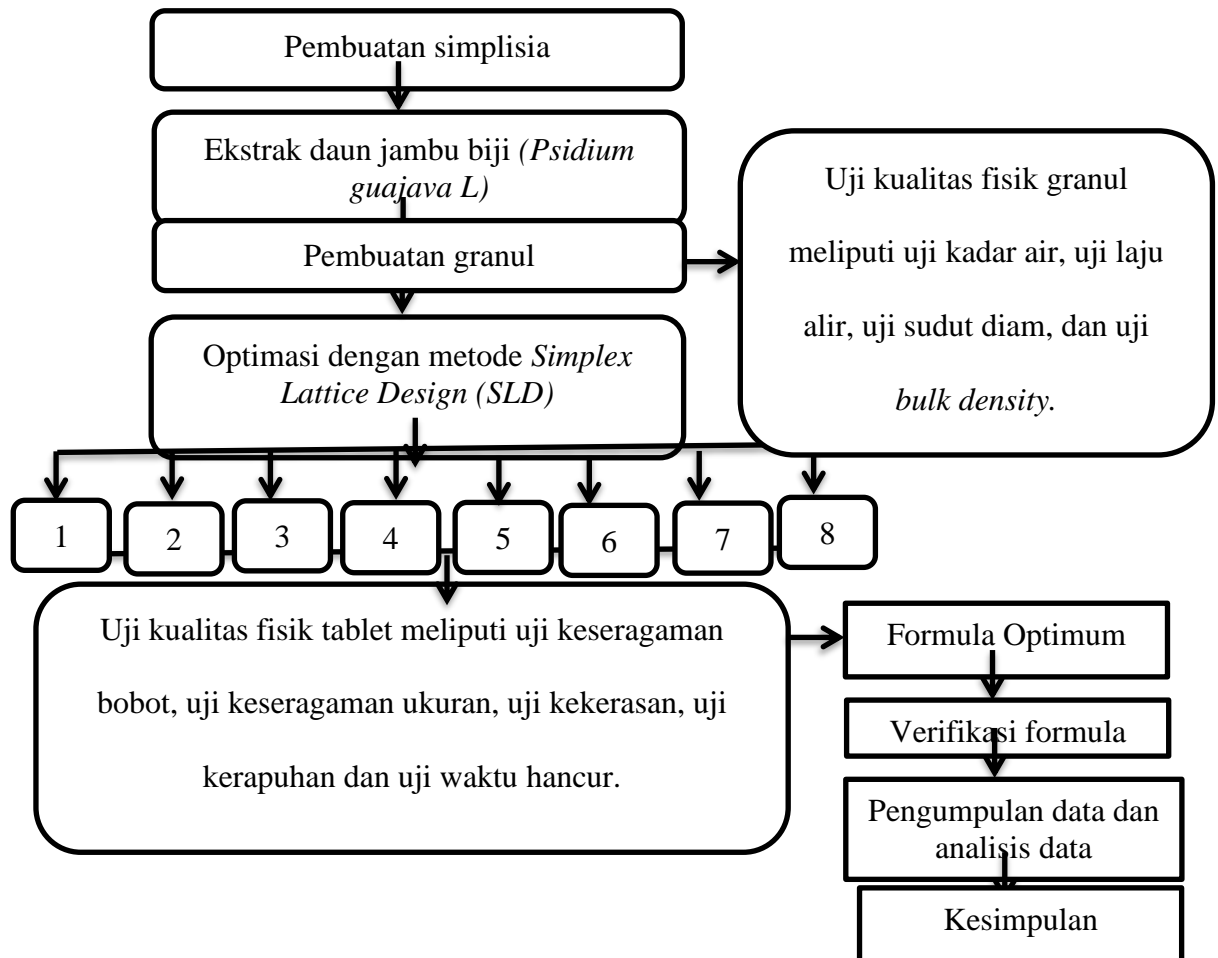 Pembuatan simplisia
Ekstrak daun jambu biji (Psidium
guajava L)
Pembuatan granul
Uji kualitas fisik granul
meliputi uji kadar air, uji laju
alir, uji sudut diam, dan uji
bulk density.
Optimasi dengan metode Simplex
Lattice Design (SLD)
1
2
3
4
5
6
7
8
Uji kualitas fisik tablet meliputi uji keseragaman
bobot, uji keseragaman ukuran, uji kekerasan, uji
kerapuhan dan uji waktu hancur.
Formula Optimum
Verifikasi formula
Pengumpulan data dan
analisis data
Kesimpulan